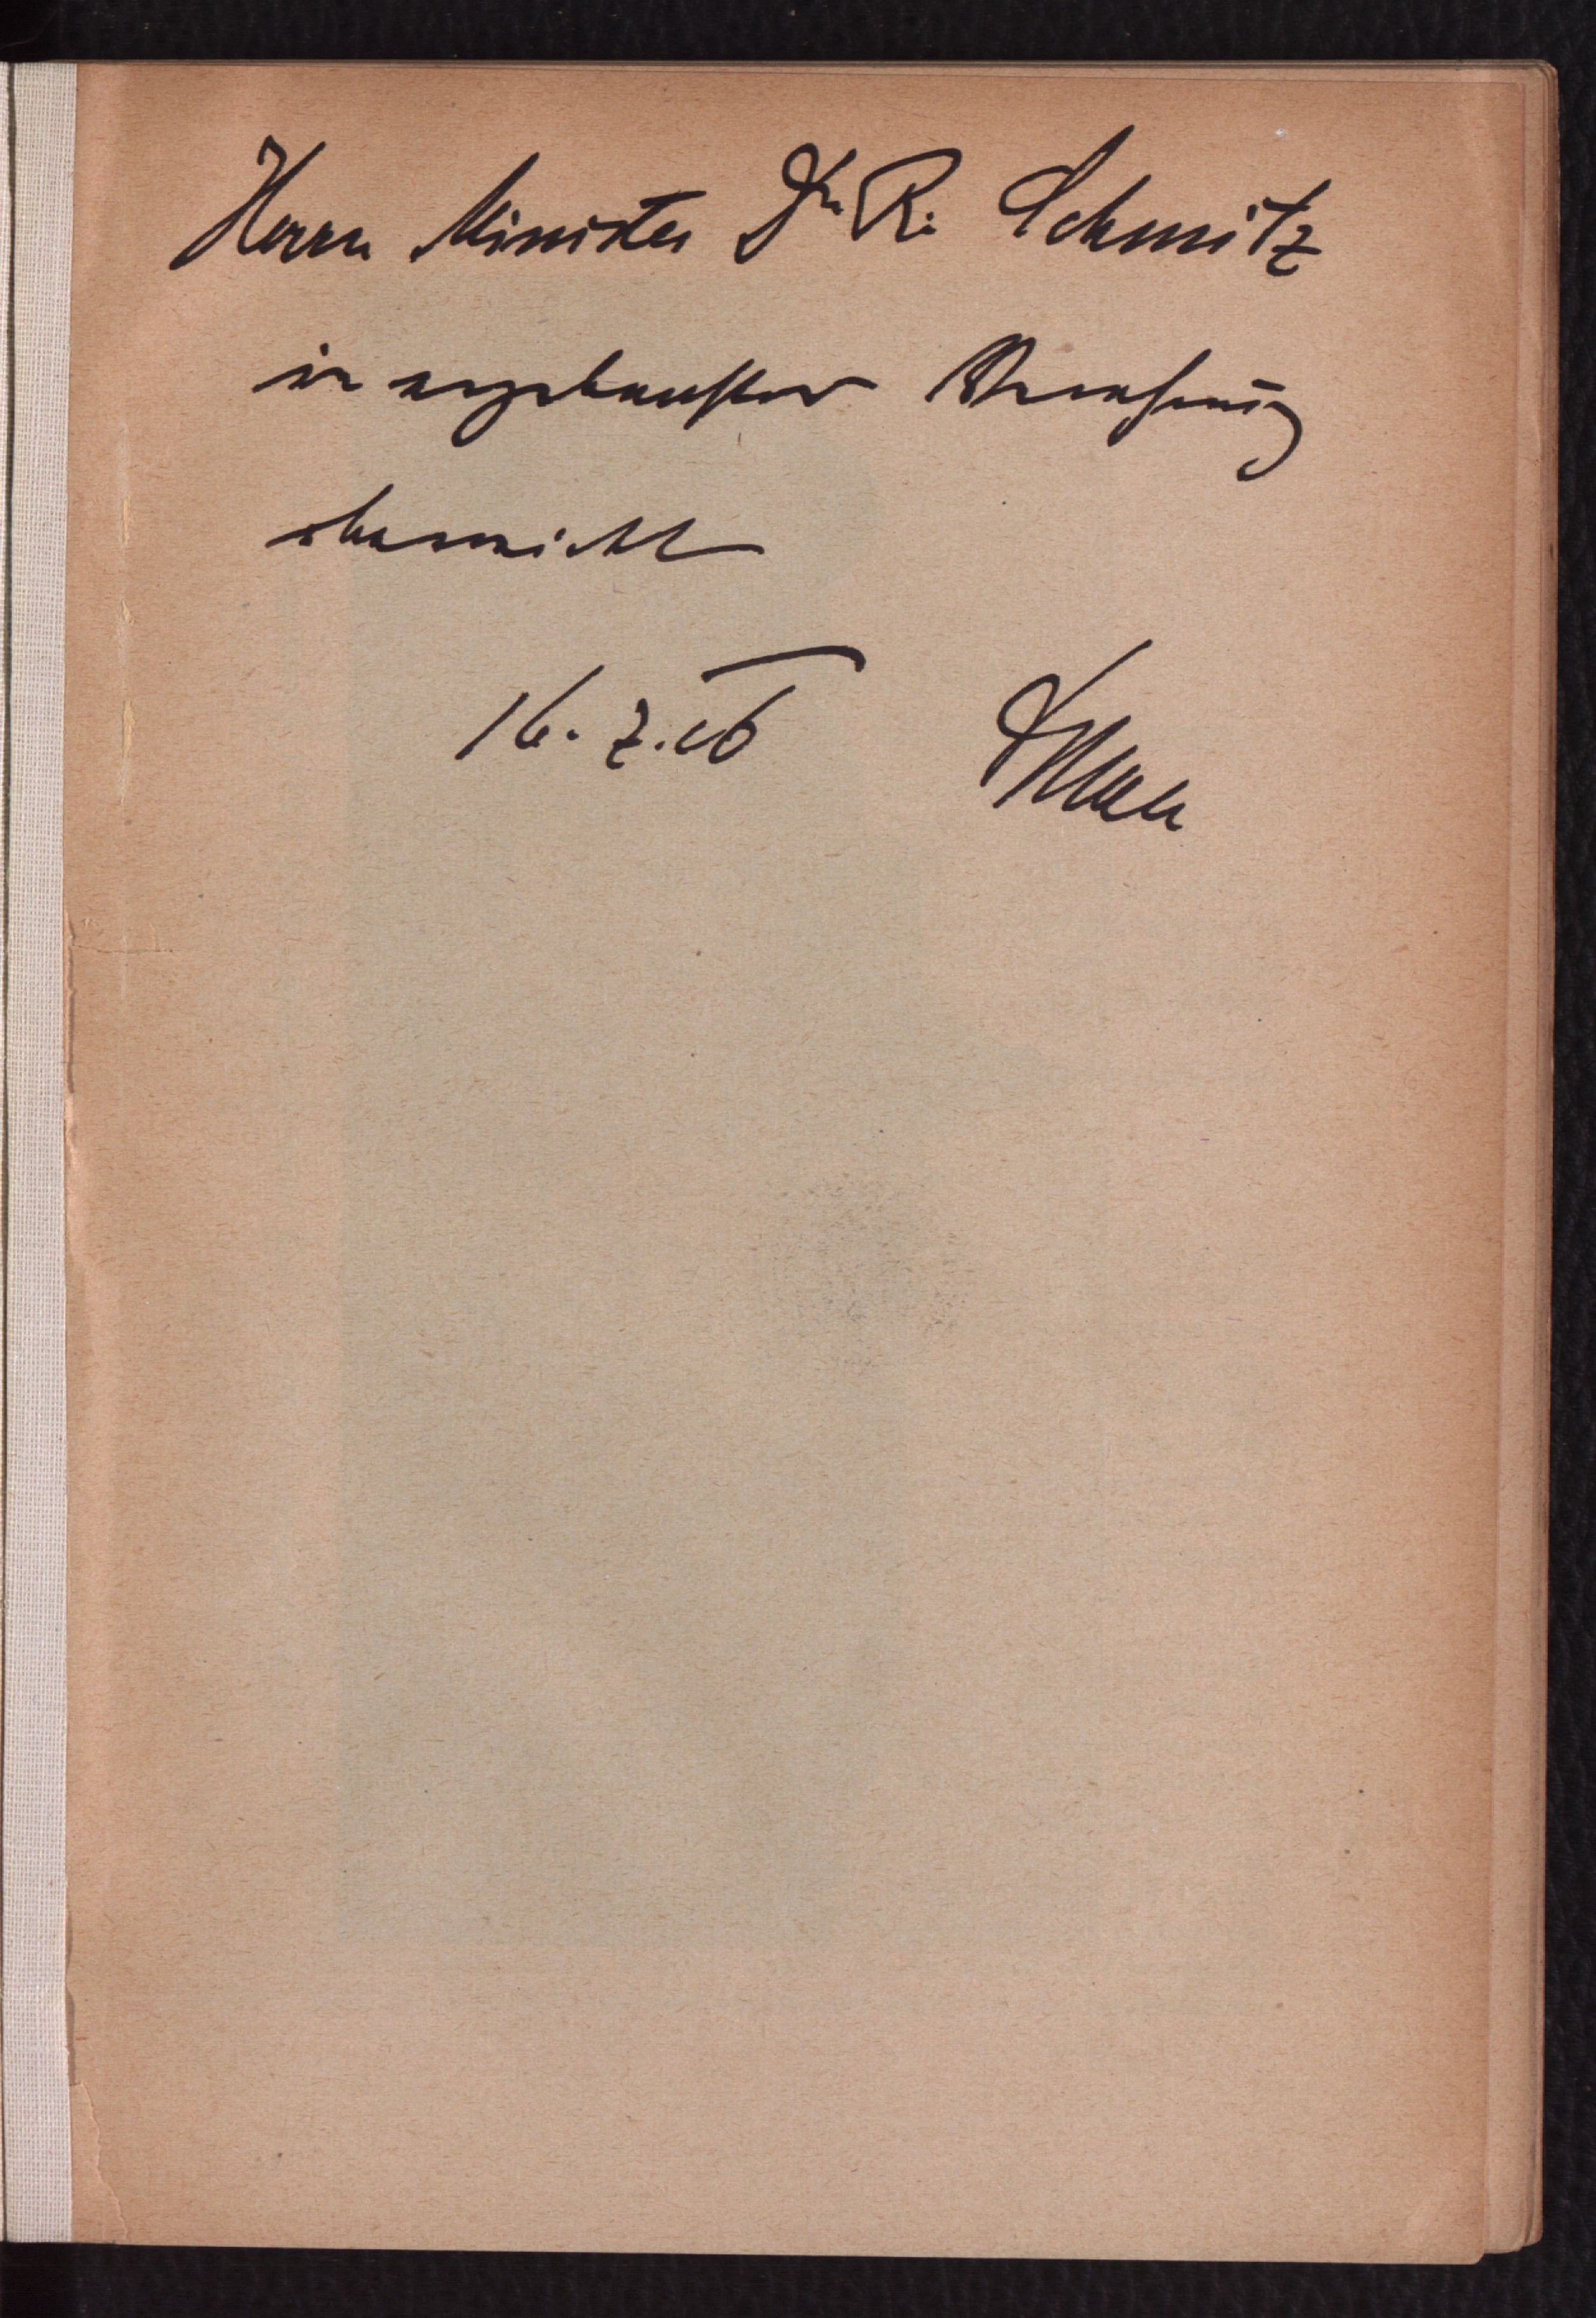 Herrn Minister Dr. R. Schmitz
in ergebenster Verehrung
überreicht
16. 2. 26